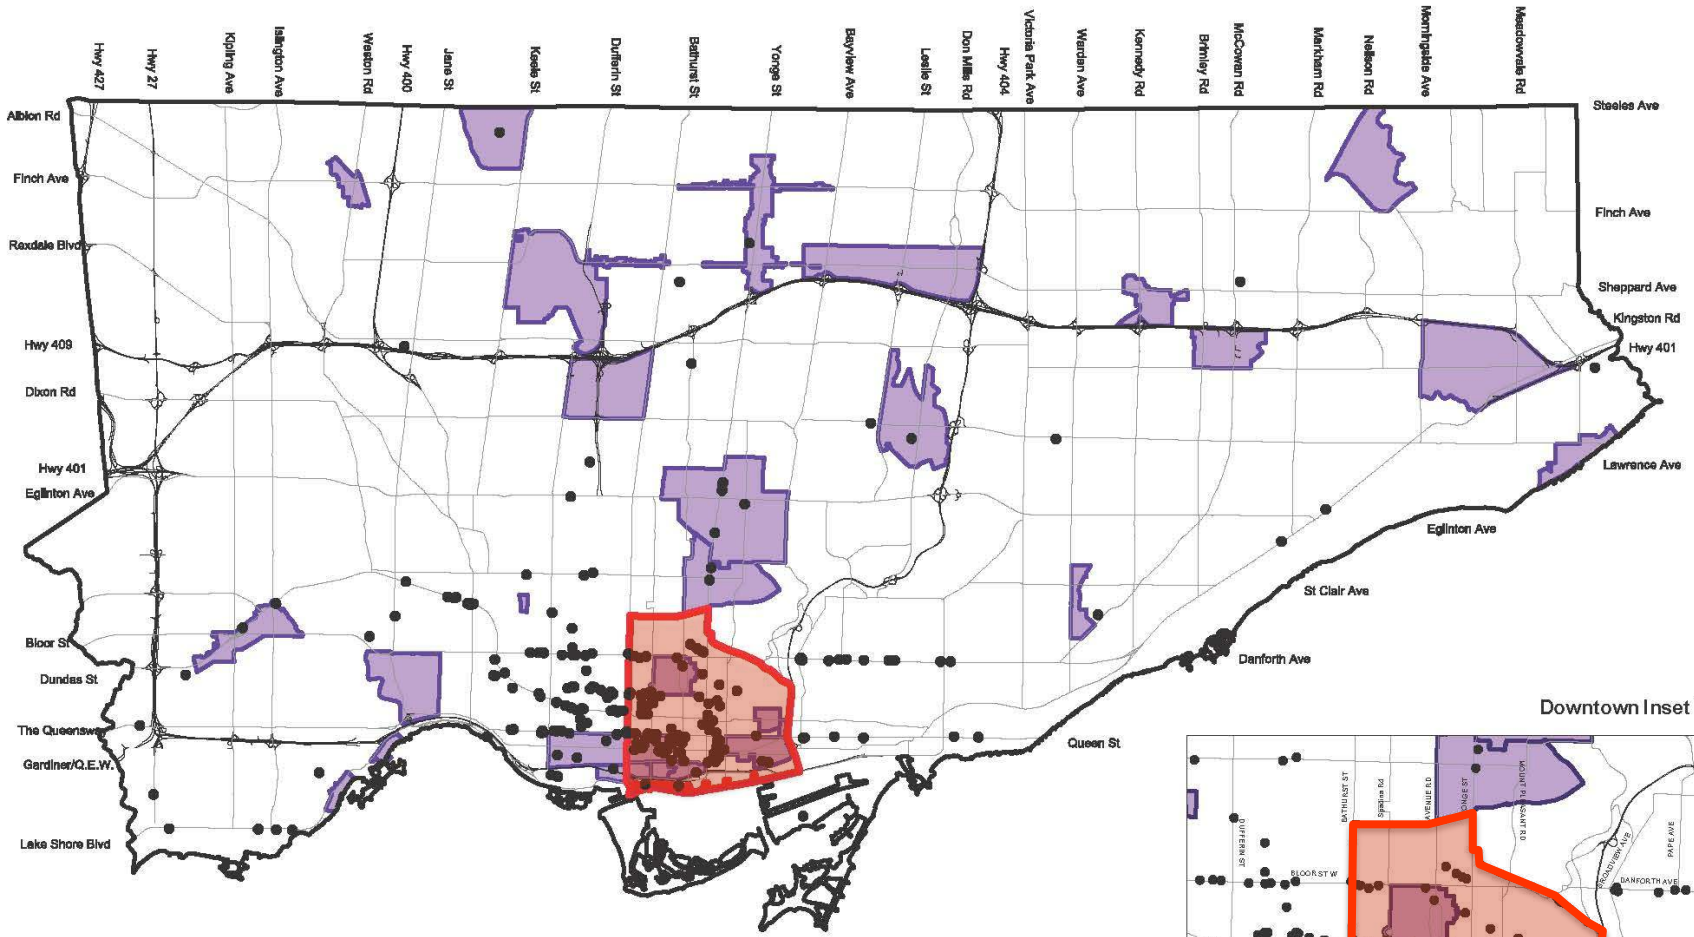 Hwy 427
Hwy 27
Kipling Ave
Islington Ave
Weston Rd
Hwy 400
Jane St
Keele St
Dufferin St
Bathurst St
Yonge St
Bayview Ave
Leslie St
Don Mills Rd
Hwy 404
Victoria Park Ave
Warden Ave
Kennedy Rd
Brimley Rd
McCowan Rd
Markham Rd
Neilson Rd
Morningside Ave
Meadowvale Rd
Albion Rd
Finch Ave
Rexdale Blvd
Hwy 409
Dixon Rd
Hwy 401
Eglinton Ave
Bloor St
Dundas St
The Queensw
Gardiner/Q.E.W.
Lake Shore Blvd
Steeles Ave
Finch Ave
Sheppard Ave
Kingston Rd
Hwy 401
Lawrence Ave
Eglinton Ave
St Clair Ave
Danforth Ave
Queen St
Downtown Inset
BATHURST ST
Spadina Rd
AVENUE RD
YONGE ST
MOUNT PLEASANT RD
DUFFERIN ST
BLOOR ST W
BROADVIEW AVE
PAPE AVE
DANFORTH AVE